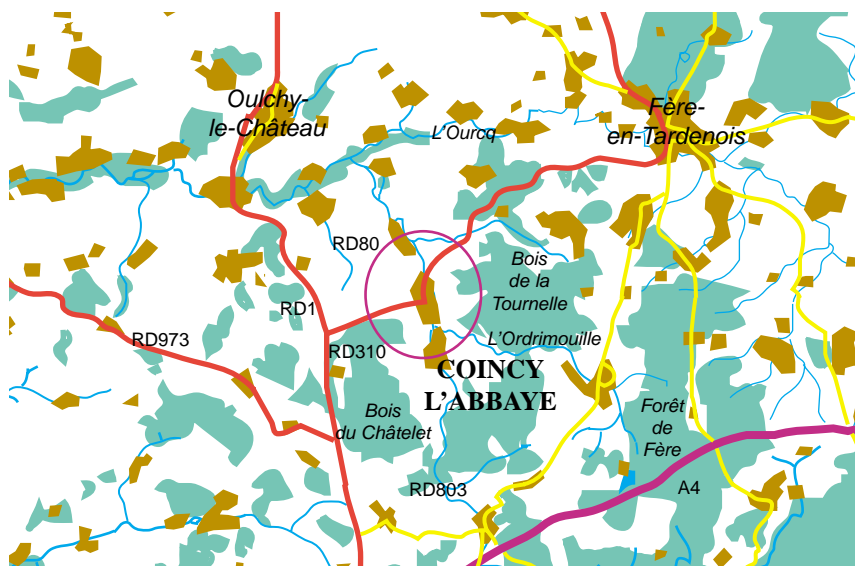 Oulchy-
le-Château
Fère-
en-Tardenois
L'Ourcq
RD80
Bois
de la
Tournelle
RD1
RD973
L'Ordrimouille
RD310
COINCY
L'ABBAYE
Bois
du Châtelet
Forêt
de
Fère
RD803
A4